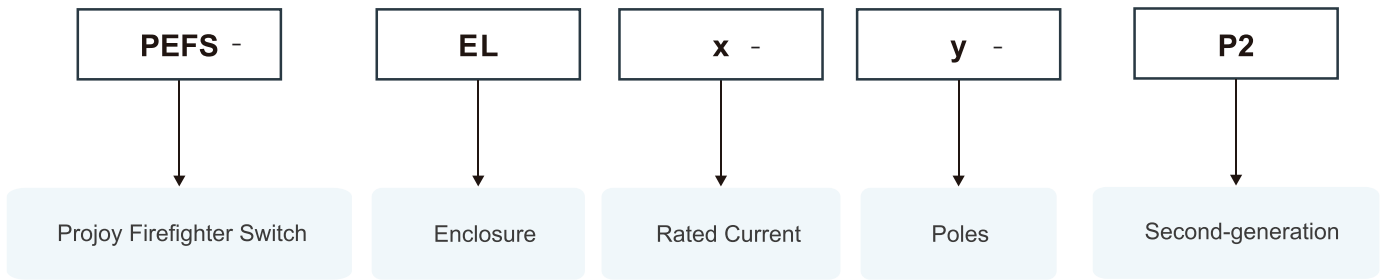 PEFS -
EL
x -
y -
P2
Projoy Firefighter Switch
Enclosure
Rated Current
Poles
Second-generation